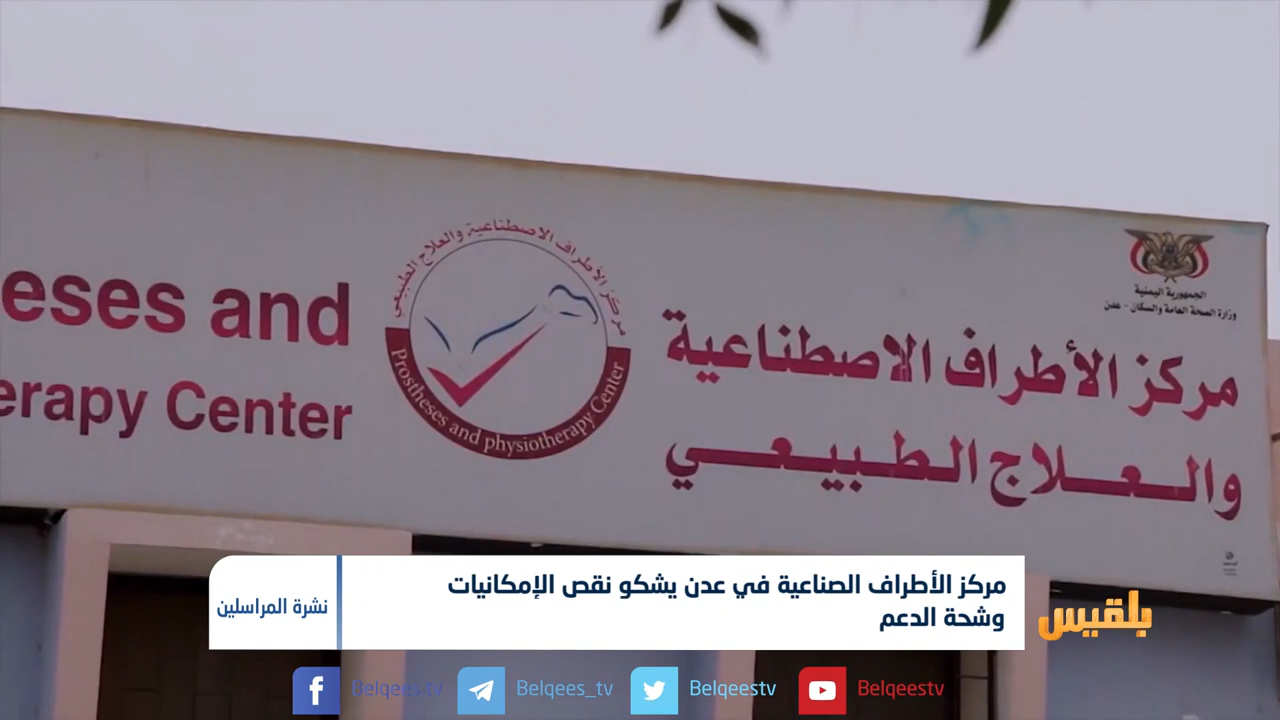 الجمهورية اليمنية
وزارة الصحة العامة والسكان - عدن
مركز الأطراف الاصطناعية
والعلاج الطبيعي
مركز الأطراف الاصطناعية والعلاج الطبيعي
Prostheses and physiotherapy Center
eses and
erapy Center
مركز الأطراف الصناعية في عدن يشكو نقص الإمكانيات
وشحة الدعم
نشرة المراسلين
بلقيس
Belqees.tv
Belqees_tv
Belqeestv
Belqeestv